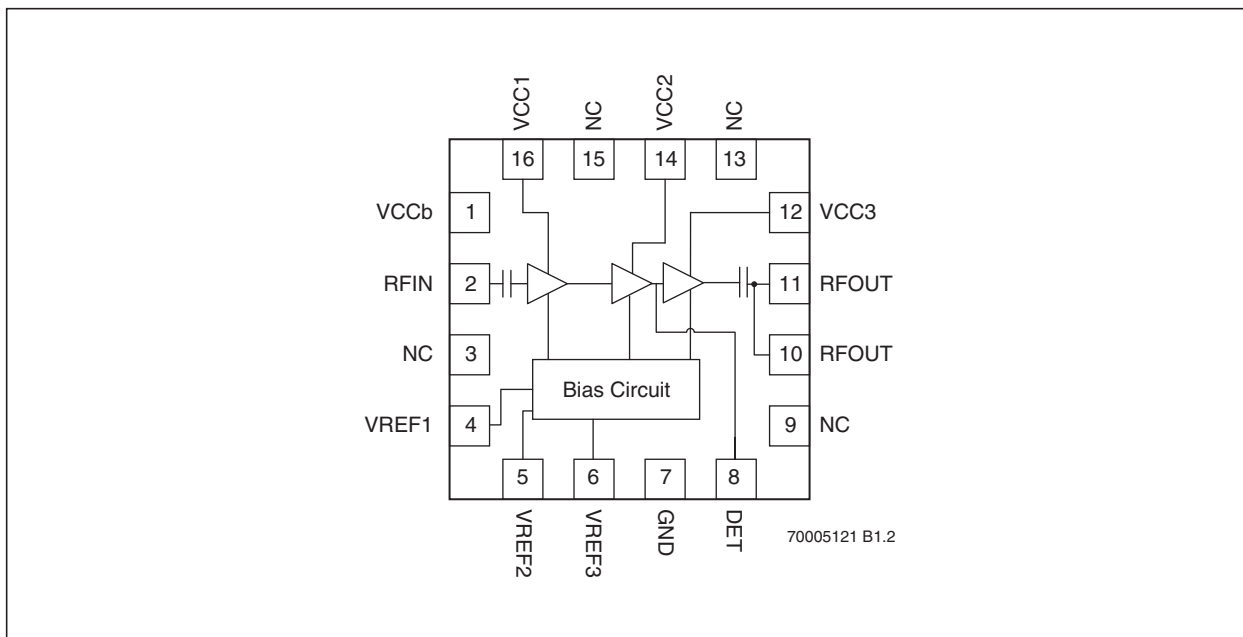 VCC1
NC
VCC2
NC
16
15
14
13
VCCb
1
12
VCC3
RFIN
2
11
RFOUT
NC
3
10
RFOUT
Bias Circuit
VREF1
4
9
NC
5
6
7
8
VREF2
VREF3
GND
DET
70005121 B1.2